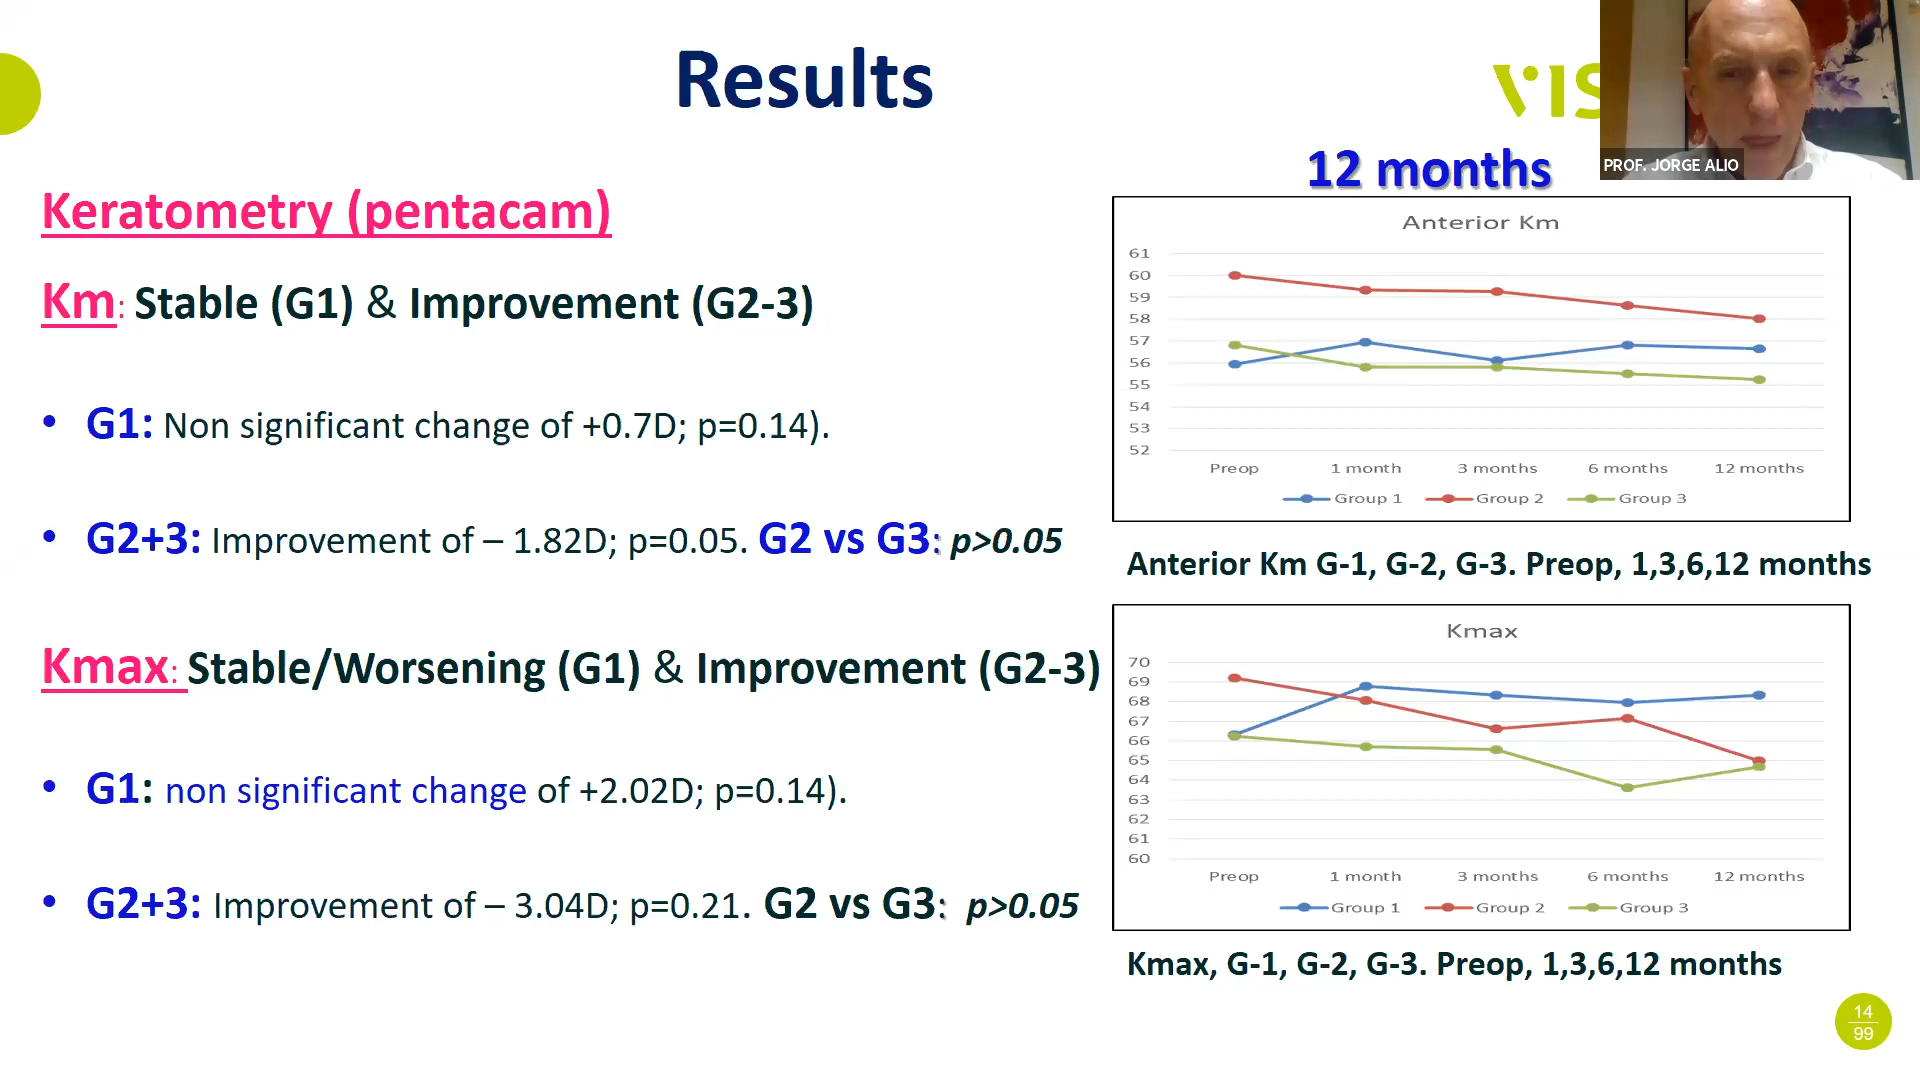 Results
VIS
PROF. JORGE ALIO
12 months
Keratometry (pentacam)
Km: Stable (G1) & Improvement (G2-3)
• G1: Non significant change of +0.7D; p=0.14).
• G2+3: Improvement of – 1.82D; p=0.05. G2 vs G3: p>0.05
Kmax: Stable/Worsening (G1) & Improvement (G2-3)
• G1: non significant change of +2.02D; p=0.14).
• G2+3: Improvement of – 3.04D; p=0.21. G2 vs G3: p>0.05
Anterior Km
61
60
59
58
57
56
55
54
53
52
Preop 1 month 3 months 6 months 12 months
Group 1 Group 2 Group 3
Anterior Km G-1, G-2, G-3. Preop, 1,3,6,12 months
Kmax
70
69
68
67
66
65
64
63
62
61
60
Preop 1 month 3 months 6 months 12 months
Group 1 Group 2 Group 3
Kmax, G-1, G-2, G-3. Preop, 1,3,6,12 months
14
99